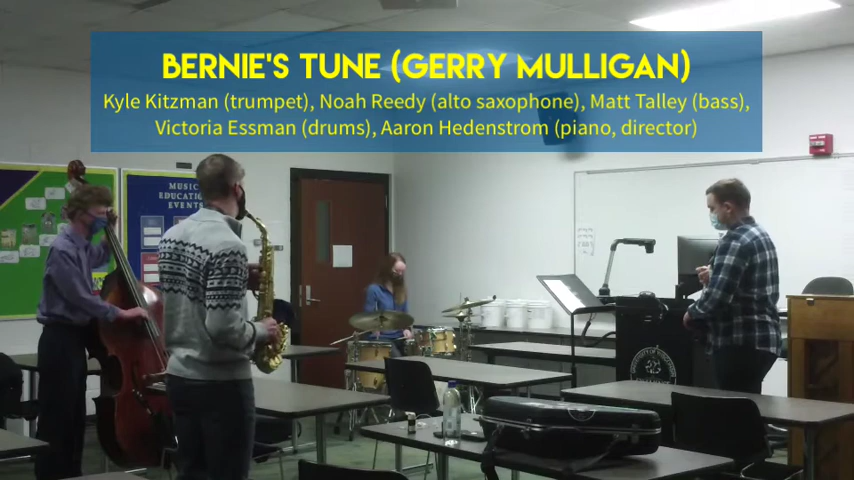 BERNIE'S TUNE (GERRY MULLIGAN)
Kyle Kitzman (trumpet), Noah Reedy (alto saxophone), Matt Talley (bass),
Victoria Essman (drums), Aaron Hedenstrom (piano, director)
MUSIC
EDUCATION
EVENTS